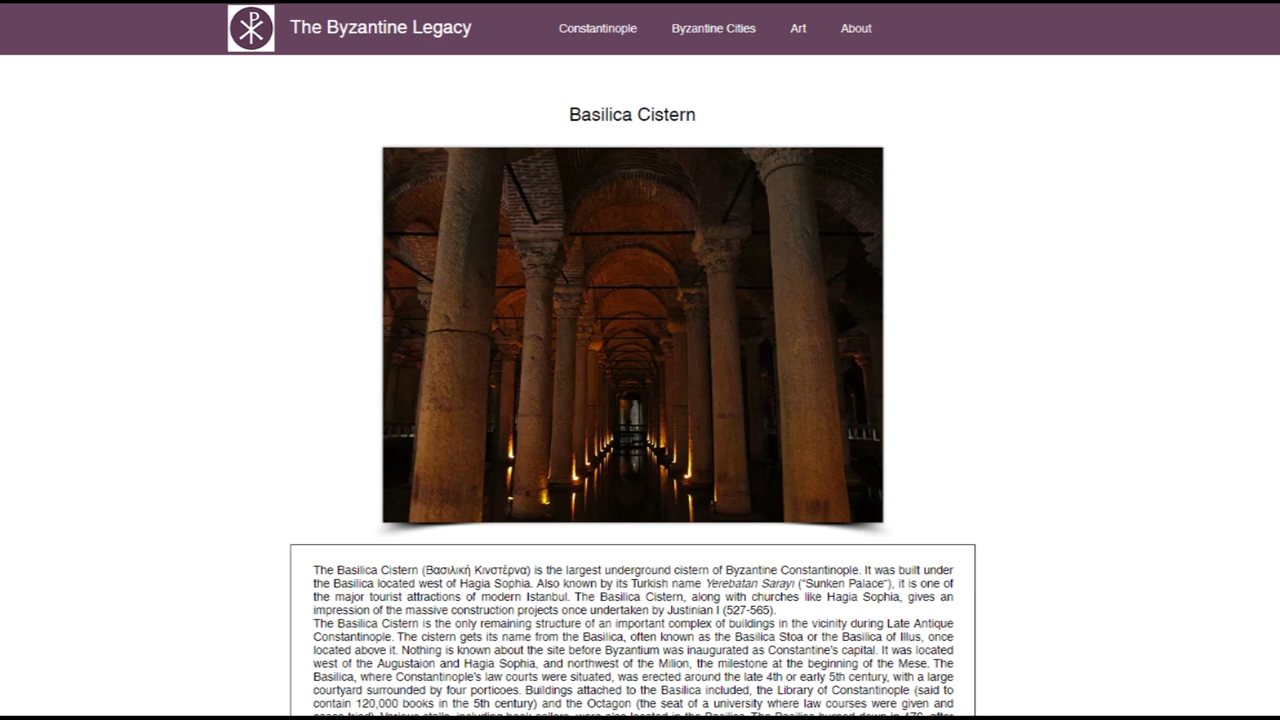 The Byzantine Legacy
Constantinople Byzantine Cities Art About
Basilica Cistern
The Basilica Cistern (Βασιλική Κινστέρνα) is the largest underground cistern of Byzantine Constantinople. It was built under
the Basilica located west of Hagia Sophia. Also known by its Turkish name Yerebatan Sarayı (“Sunken Palace”), it is one of
the major tourist attractions of modern Istanbul. The Basilica Cistern, along with churches like Hagia Sophia, gives an
impression of the massive construction projects once undertaken by Justinian I (527-565).
The Basilica Cistern is the only remaining structure of an important complex of buildings in the vicinity during Late Antique
Constantinople. The cistern gets its name from the Basilica, often known as the Basilica Stoa or the Basilica of Illus, once
located above it. Nothing is known about the site before Byzantium was inaugurated as Constantine's capital. It was located
west of the Augustaion and Hagia Sophia, and northwest of the Milion, the milestone at the beginning of the Mese. The
Basilica, where Constantinople's law courts were situated, was erected around the late 4th or early 5th century, with a large
courtyard surrounded by four porticoes. Buildings attached to the Basilica included, the Library of Constantinople (said to
contain 120,000 books in the 5th century) and the Octagon (the seat of a university where law courses were given and